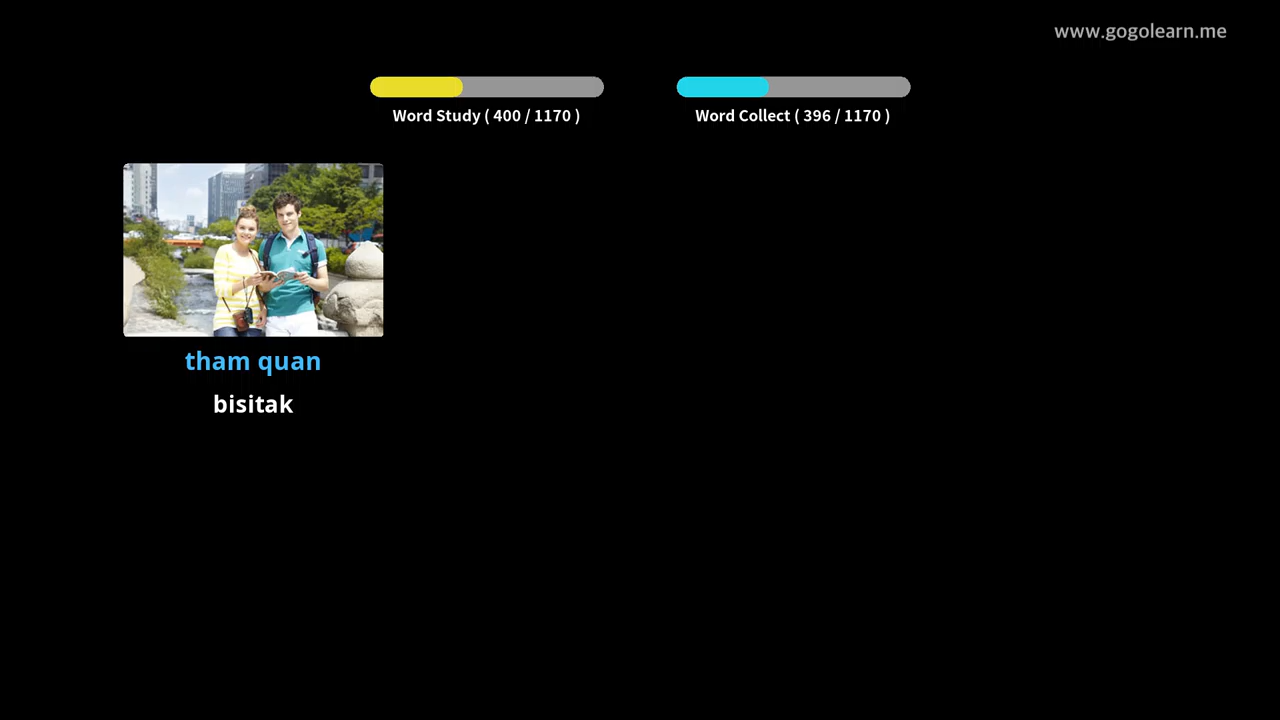 www.gogolearn.me
Word Study ( 400 / 1170 )
Word Collect ( 396 / 1170 )
tham quan
bisitak